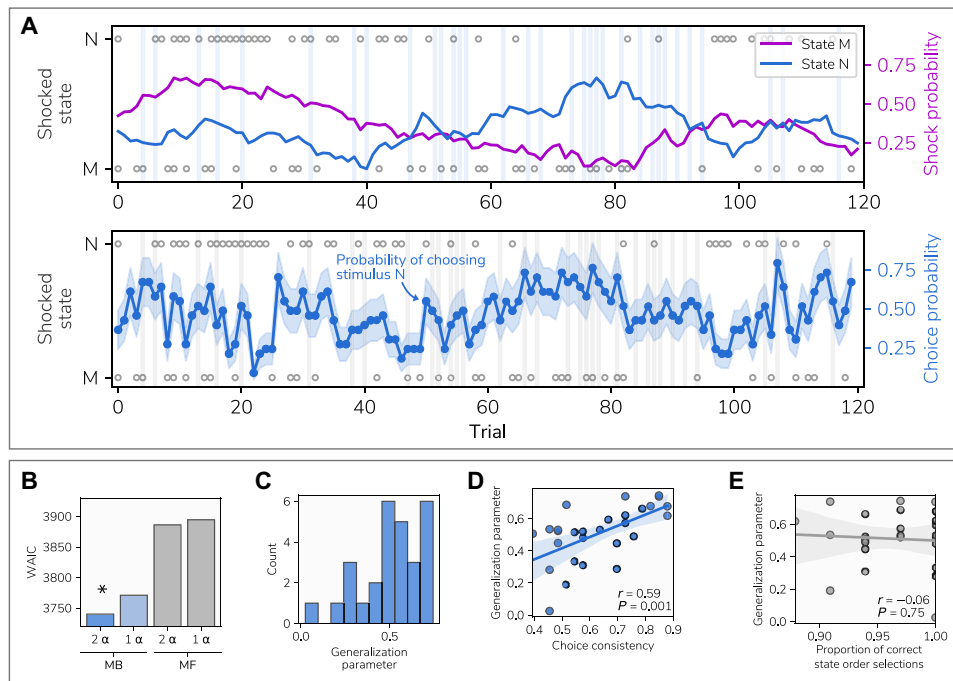 A
N
M
Shocked
state
State M
State N
0.75
0.50
0.25
Shock probability
0 20 40 60 80 100 120
N
M
Shocked
state
Probability of choosing
stimulus N
0.75
0.50
0.25
Choice probability
0 20 40 60 80 100 120
Trial
B
WAIC
3900
3850
3800
3750
*
2 α 1 α 2 α 1 α
MB MF
C
Count
6
4
2
0
0.0 0.5
Generalization
parameter
D
Generalization parameter
0.6
0.4
0.2
0.0
r = 0.59
P = 0.001
0.4 0.5 0.6 0.7 0.8 0.9
Choice consistency
E
Generalization parameter
0.6
0.4
0.2
0.0
r = −0.06
P = 0.75
0.90 0.95 1.00
Proportion of correct
state order selections